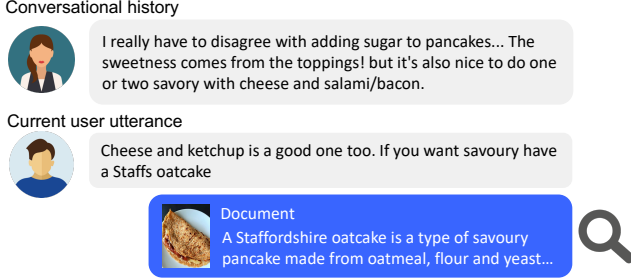 Conversational history
I really have to disagree with adding sugar to pancakes... The
sweetness comes from the toppings! but it's also nice to do one
or two savory with cheese and salami/bacon.
Current user utterance
Cheese and ketchup is a good one too. If you want savoury have
a Staffs oatcake
Document
A Staffordshire oatcake is a type of savoury
pancake made from oatmeal, flour and yeast...